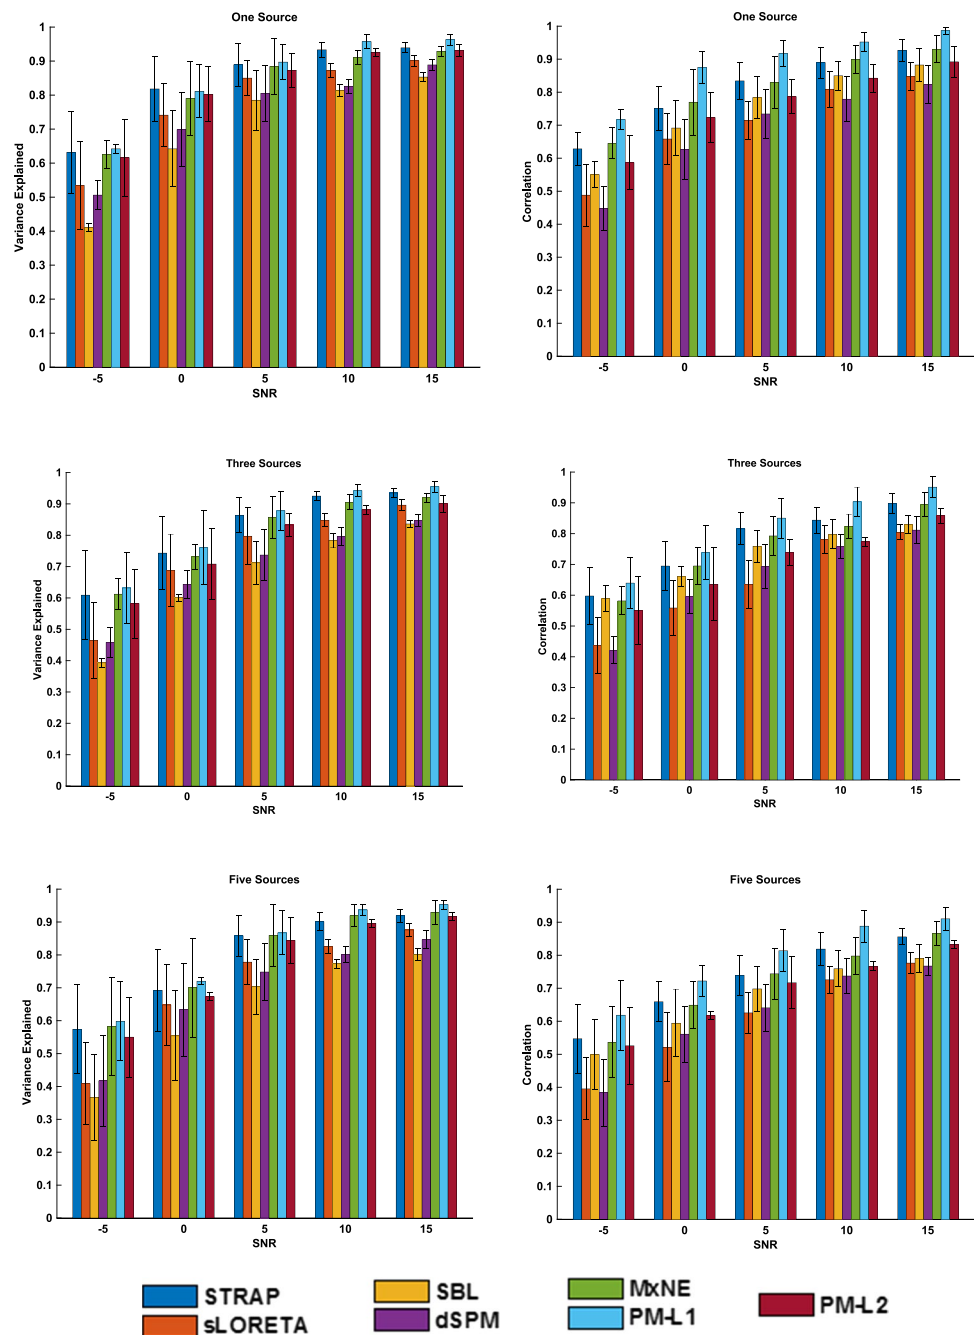 One Source
Variance Explained
1
0.9
0.8
0.7
0.6
0.5
0.4
0.3
0.2
0.1
0
-5 0 5 10 15
SNR
One Source
Correlation
1
0.9
0.8
0.7
0.6
0.5
0.4
0.3
0.2
0.1
0
-5 0 5 10 15
SNR
Three Sources
Variance Explained
1
0.9
0.8
0.7
0.6
0.5
0.4
0.3
0.2
0.1
0
-5 0 5 10 15
SNR
Three Sources
Correlation
1
0.9
0.8
0.7
0.6
0.5
0.4
0.3
0.2
0.1
0
-5 0 5 10 15
SNR
Five Sources
Variance Explained
1
0.9
0.8
0.7
0.6
0.5
0.4
0.3
0.2
0.1
0
-5 0 5 10 15
SNR
Five Sources
Correlation
1
0.9
0.8
0.7
0.6
0.5
0.4
0.3
0.2
0.1
0
-5 0 5 10 15
SNR
STRAP SBL MxNE PM-L2
sLORETA dSPM PM-L1